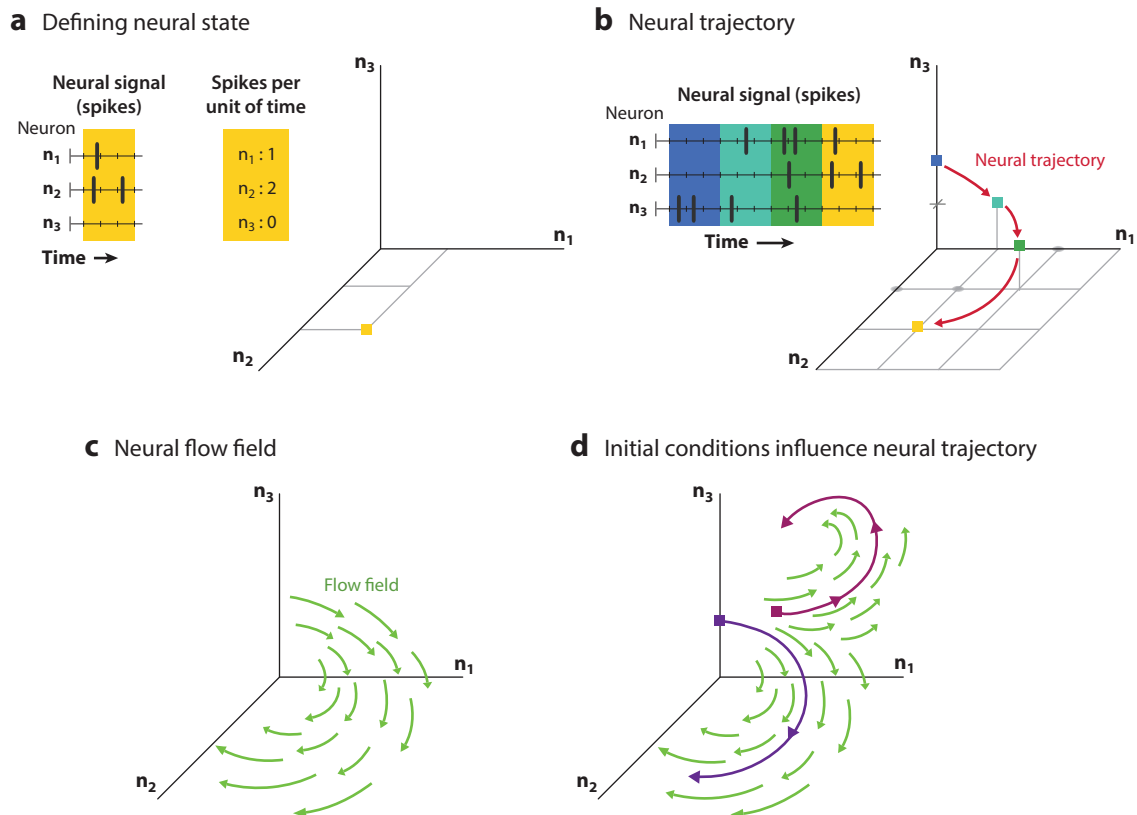 a Defining neural state
Neural signal
(spikes)
Spikes per
unit of time
Neuron
n1
n2
n3
n1 : 1
n2 : 2
n3 : 0
Time
n3
n1
n2
b Neural trajectory
Neural signal (spikes)
Neuron
n1
n2
n3
Time
n3
Neural trajectory
n1
n2
c Neural flow field
n3
Flow field
n1
n2
d Initial conditions influence neural trajectory
n3
n1
n2